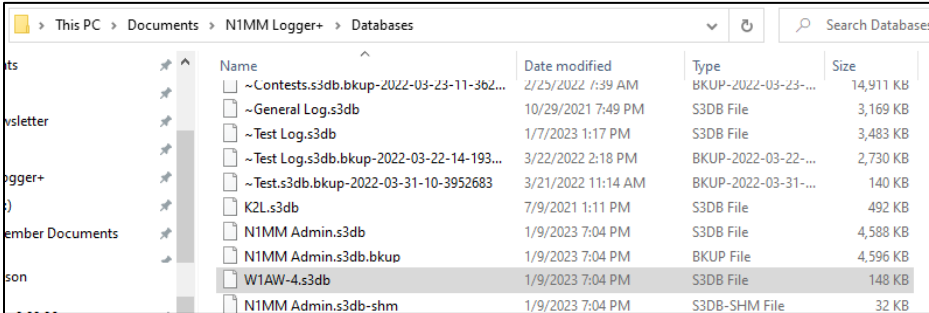 This PC > Documents > N1MM Logger+ > Databases Search Databases
Name Date modified Type Size
~Contests.s3db.bkup-2022-03-23-11-362... 2/25/2022 7:39 AM BKUP-2022-03-23-... 14,911 KB
~General Log.s3db 10/29/2021 7:49 PM S3DB File 3,169 KB
vsletter ~Test Log.s3db 1/7/2023 1:17 PM S3DB File 3,483 KB
~Test Log.s3db.bkup-2022-03-22-14-193... 3/22/2022 2:18 PM BKUP-2022-03-22-... 2,730 KB
ogger+ ~Test.s3db.bkup-2022-03-31-10-3952683 3/21/2022 11:14 AM BKUP-2022-03-31-... 140 KB
K2L.s3db 7/9/2021 1:11 PM S3DB File 492 KB
ember Documents N1MM Admin.s3db 1/9/2023 7:04 PM S3DB File 4,588 KB
N1MM Admin.s3db.bkup 1/9/2023 7:04 PM BKUP File 4,596 KB
son W1AW-4.s3db 1/9/2023 7:04 PM S3DB File 148 KB
N1MM Admin.s3db-shm 1/9/2023 7:04 PM S3DB-SHM File 32 KB